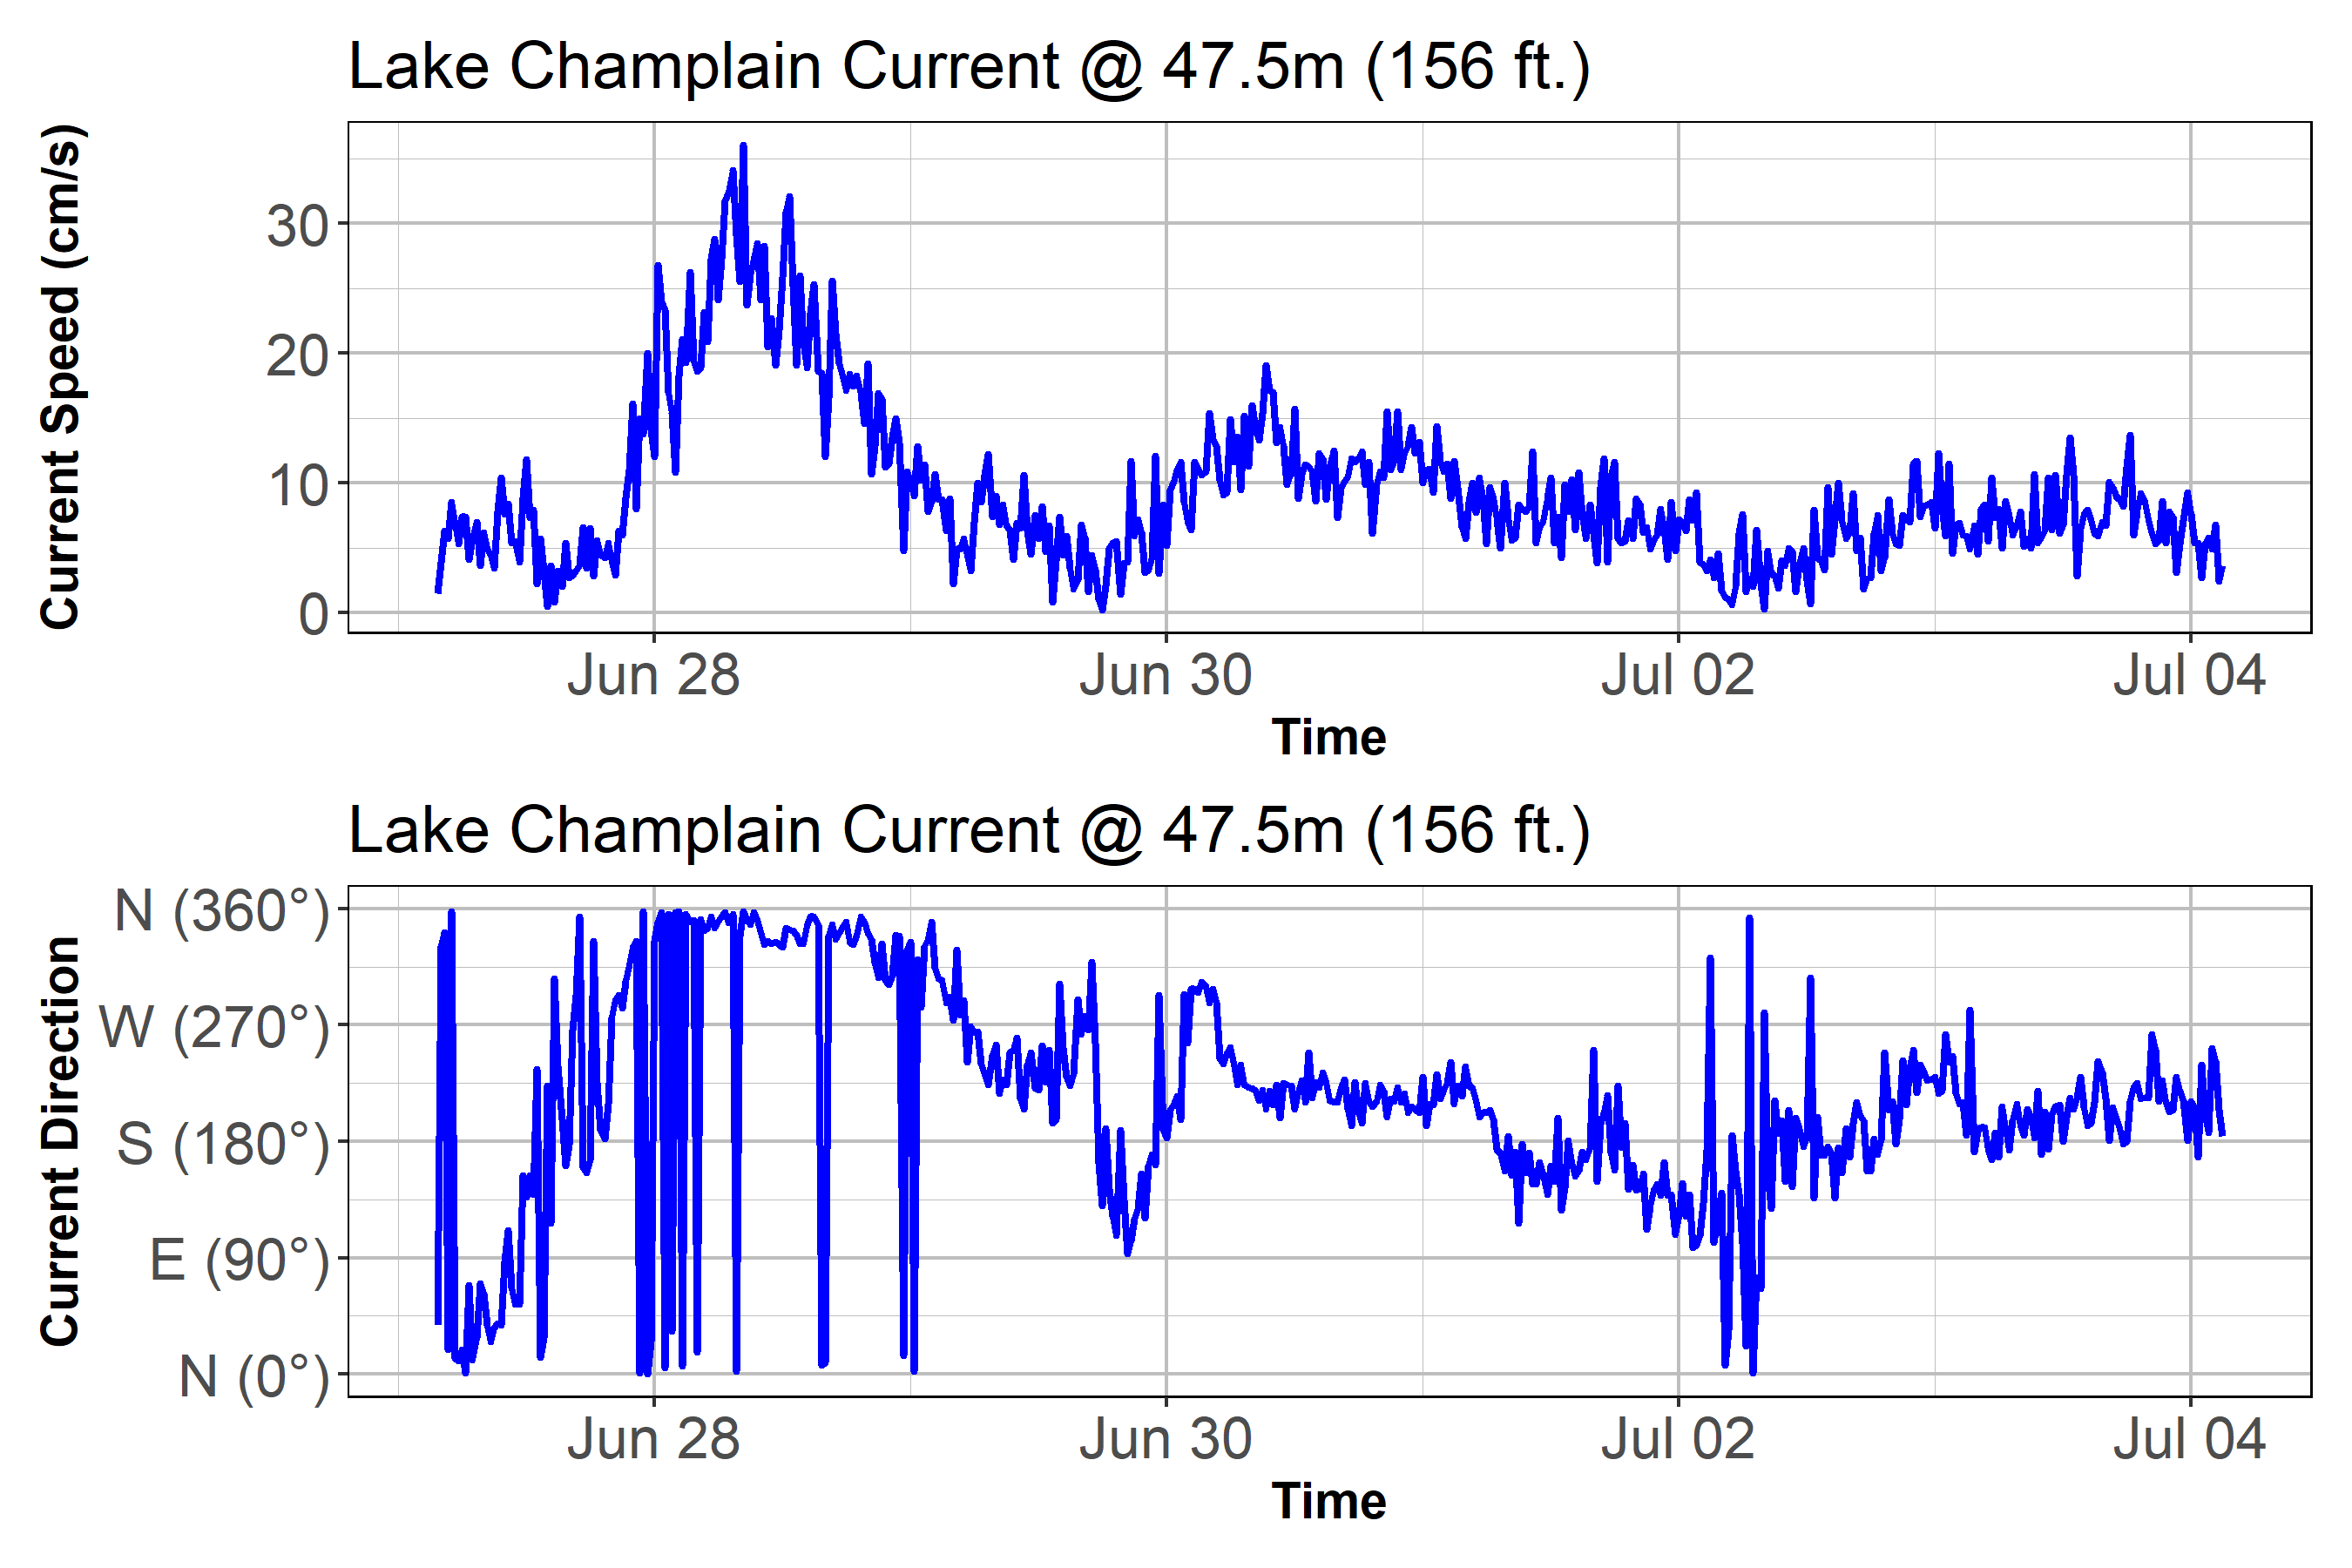 Lake Champlain Current @ 47.5m (156 ft.)
Current Speed (cm/s)
30
20
10
0
Jun 28 Jun 30 Jul 02 Jul 04
Time
Lake Champlain Current @ 47.5m (156 ft.)
Current Direction
N (360°)
W (270°)
S (180°)
E (90°)
N (0°)
Jun 28 Jun 30 Jul 02 Jul 04
Time